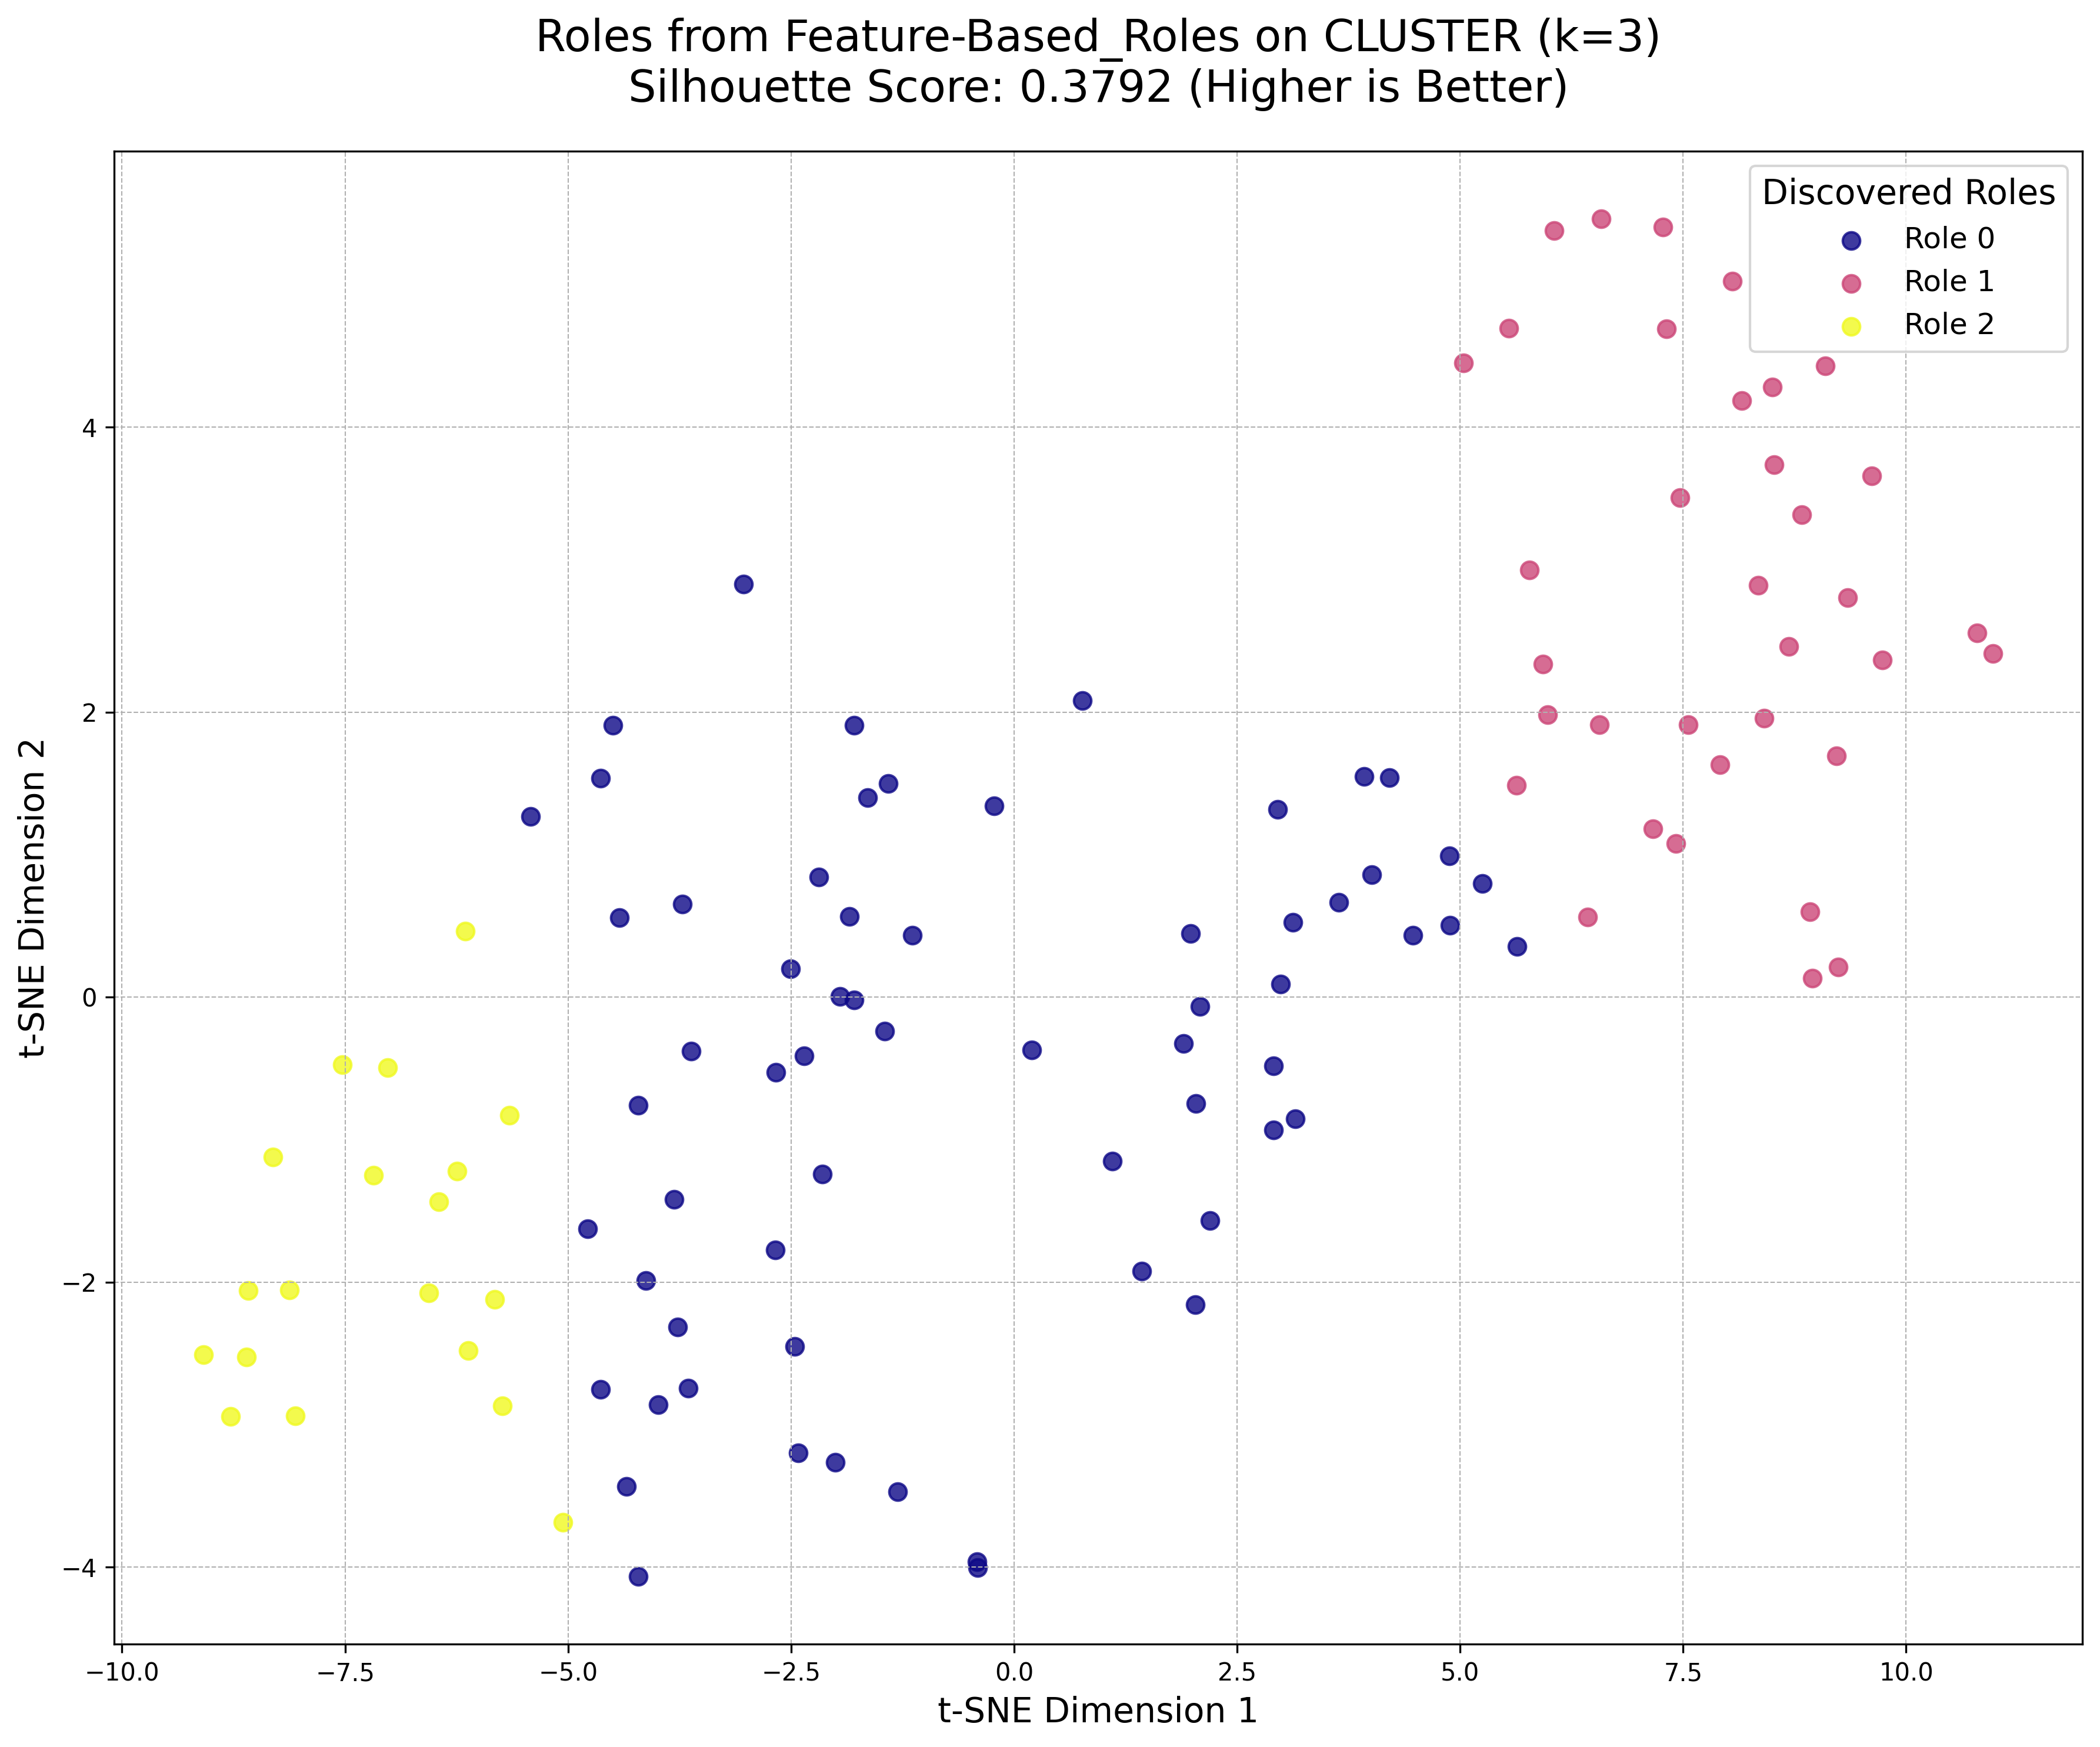 Roles from Feature-Based_Roles on CLUSTER (k=3)
Silhouette Score: 0.3792 (Higher is Better)
Discovered Roles
Role 0
Role 1
Role 2
t-SNE Dimension 2
4
2
0
−2
−4
−10.0 −7.5 −5.0 −2.5 0.0 2.5 5.0 7.5 10.0
t-SNE Dimension 1